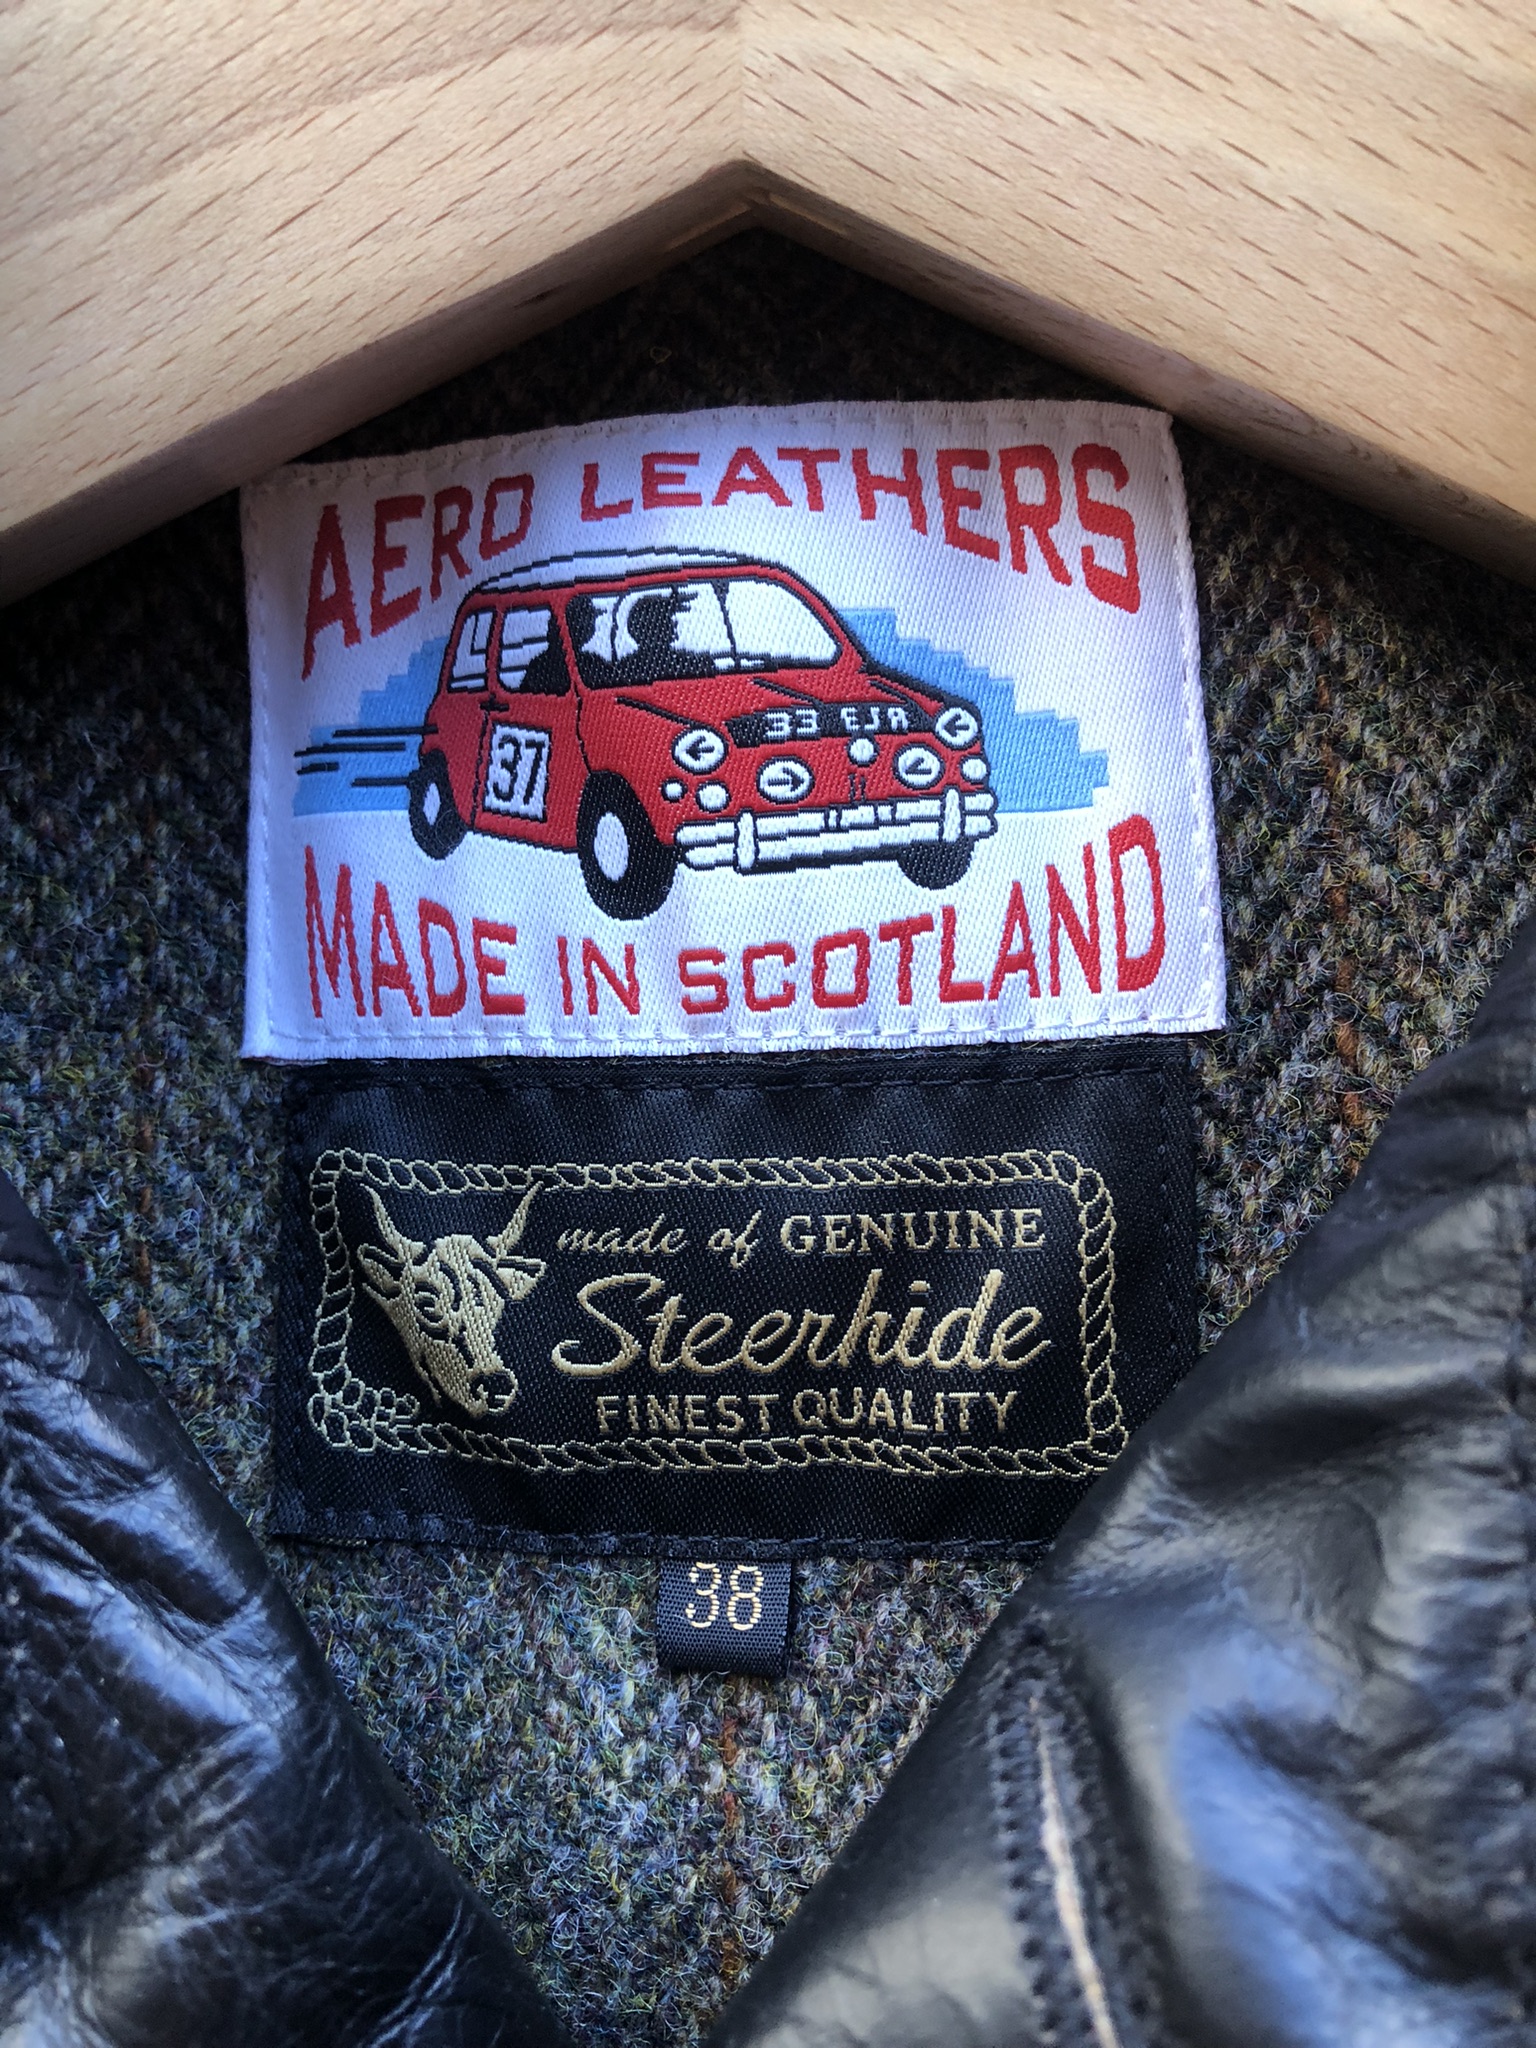 AERO LEATHERS
33 EJB
37
MADE IN SCOTLAND
made of GENUINE
Steerhide
FINEST QUALITY
38